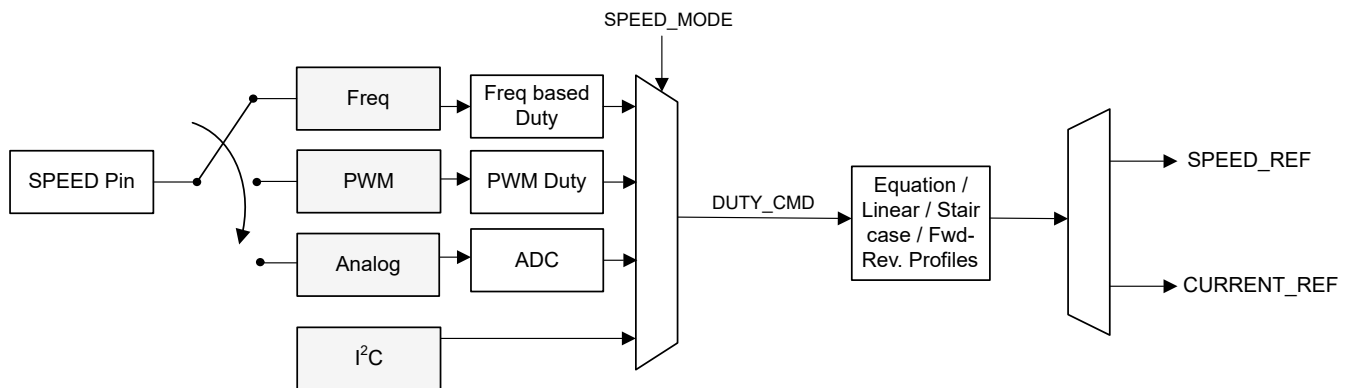 SPEED_MODE
Freq
Freq based
Duty
SPEED Pin
PWM
PWM Duty
Analog
ADC
I²C
DUTY_CMD
Equation /
Linear / Stair
case / Fwd-
Rev. Profiles
SPEED_REF
CURRENT_REF